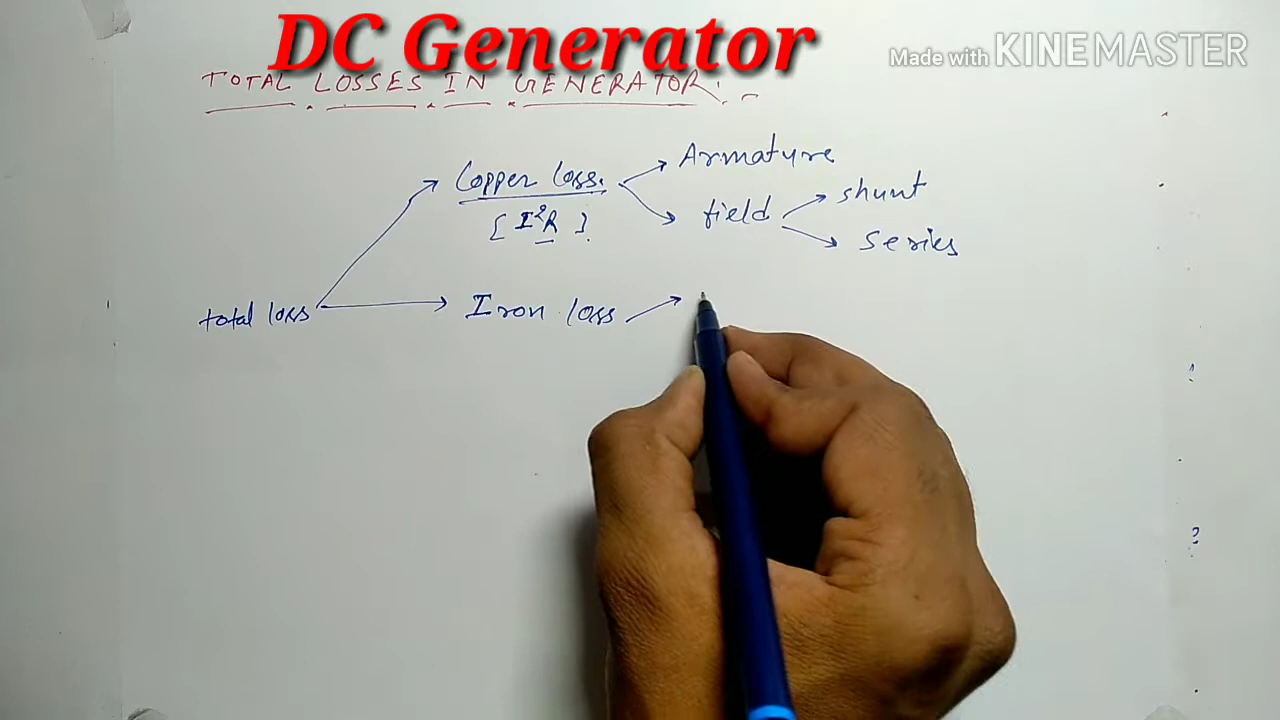 DC Generator
Made with KINEMASTER
TOTAL LOSSES IN GENERATOR:-
Armature
Copper loss.
shunt
[I²R]
field
series
total loss
Iron loss
?